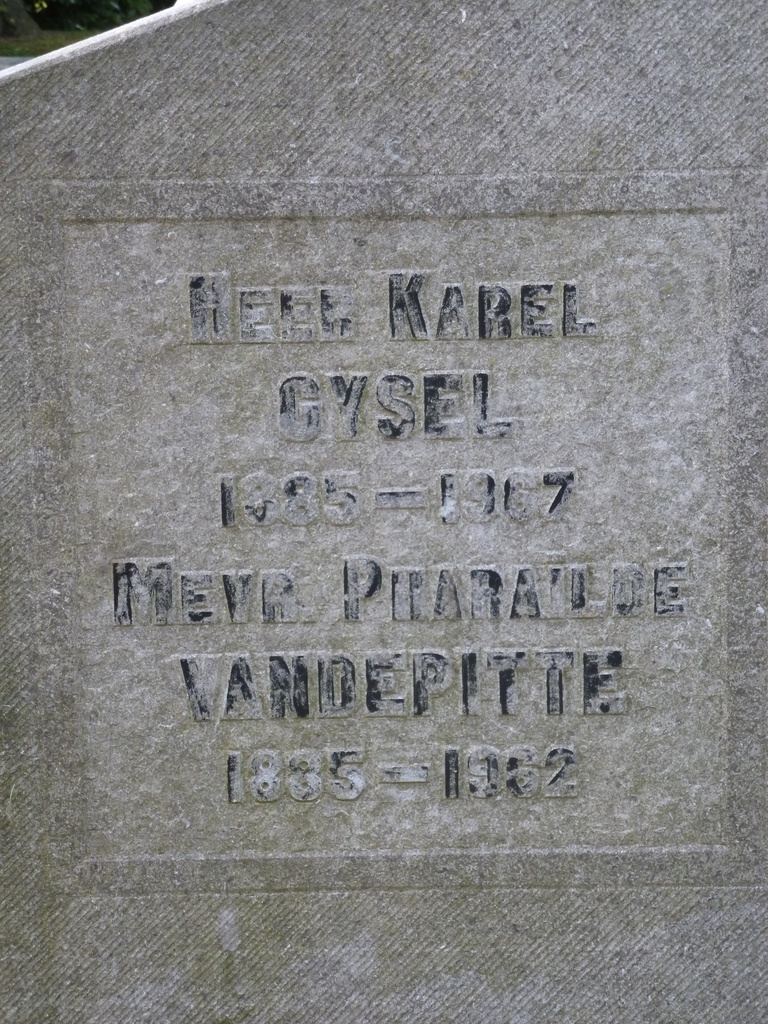 HEER KAREL
GYSEL
1885 – 1967
MEVR. PHARAILDE
VANDEPITTE
1885 – 1962